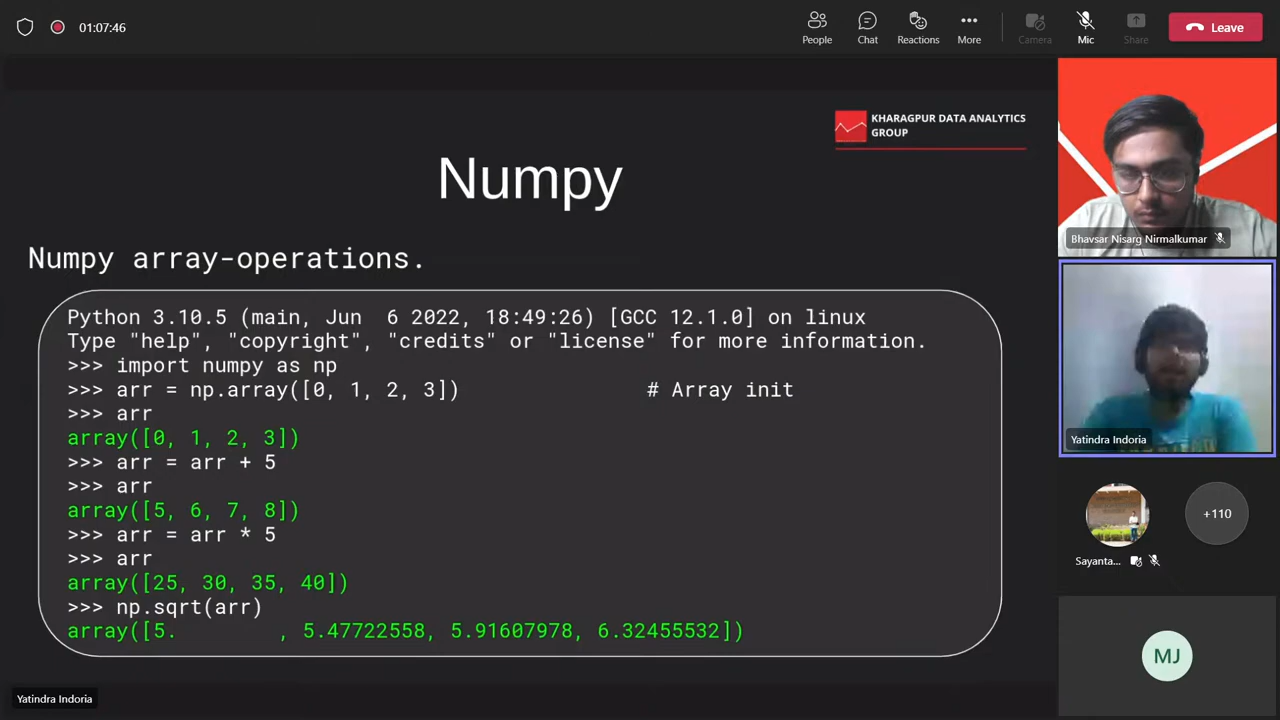 01:07:46
People
Chat
Reactions
More
Camera
Mic
Share
Leave
KHARAGPUR DATA ANALYTICS
GROUP
Numpy
Numpy array-operations.
Python 3.10.5 (main, Jun  6 2022, 18:49:26) [GCC 12.1.0] on linux
Type "help", "copyright", "credits" or "license" for more information.
>>> import numpy as np
>>> arr = np.array([0, 1, 2, 3])               # Array init
>>> arr
array([0, 1, 2, 3])
>>> arr = arr + 5
>>> arr
array([5, 6, 7, 8])
>>> arr = arr * 5
>>> arr
array([25, 30, 35, 40])
>>> np.sqrt(arr)
array([5.        , 5.47722558, 5.91607978, 6.32455532])
Bhavsar Nisarg Nirmalkumar
Yatindra Indoria
+110
Sayanta...
MJ
Yatindra Indoria